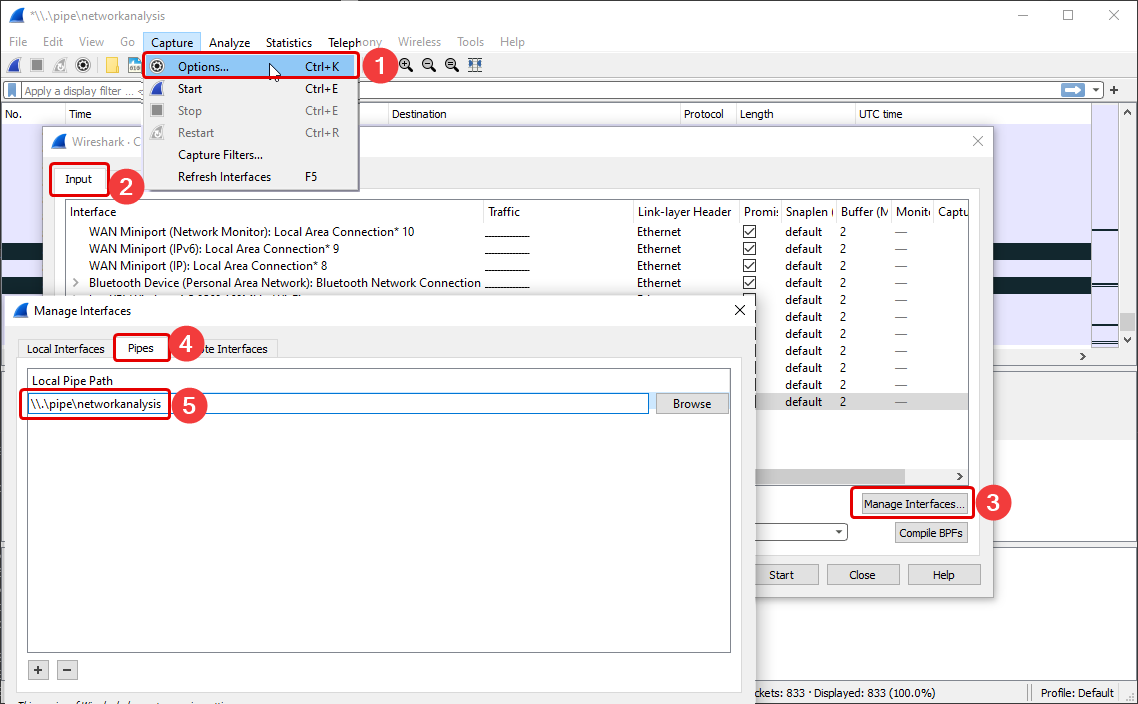 *\\.\pipe\networkanalysis
File Edit View Go Capture Analyze Statistics Telephony Wireless Tools Help
Options... Ctrl+K
1
Start Ctrl+E
Stop Ctrl+E
Restart Ctrl+R
Capture Filters...
Refresh Interfaces F5
Apply a display filter ...
No. Time Destination Protocol Length UTC time
Wireshark · C
Input
2
Interface Traffic Link-layer Header Promis Snaplen ( Buffer (M Monito Captu
WAN Miniport (Network Monitor): Local Area Connection* 10 Ethernet default 2 —
WAN Miniport (IPv6): Local Area Connection* 9 Ethernet default 2 —
WAN Miniport (IP): Local Area Connection* 8 Ethernet default 2 —
Bluetooth Device (Personal Area Network): Bluetooth Network Connection Ethernet default 2 —
default 2 —
default 2 —
default 2 —
default 2 —
default 2 —
default 2 —
default 2 —
Manage Interfaces...
3
Compile BPFs
Start Close Help
Manage Interfaces
Local Interfaces Pipes
4
te Interfaces
Local Pipe Path
\\.\pipe\networkanalysis
5
Browse
+ −
ckets: 833 · Displayed: 833 (100.0%) Profile: Default